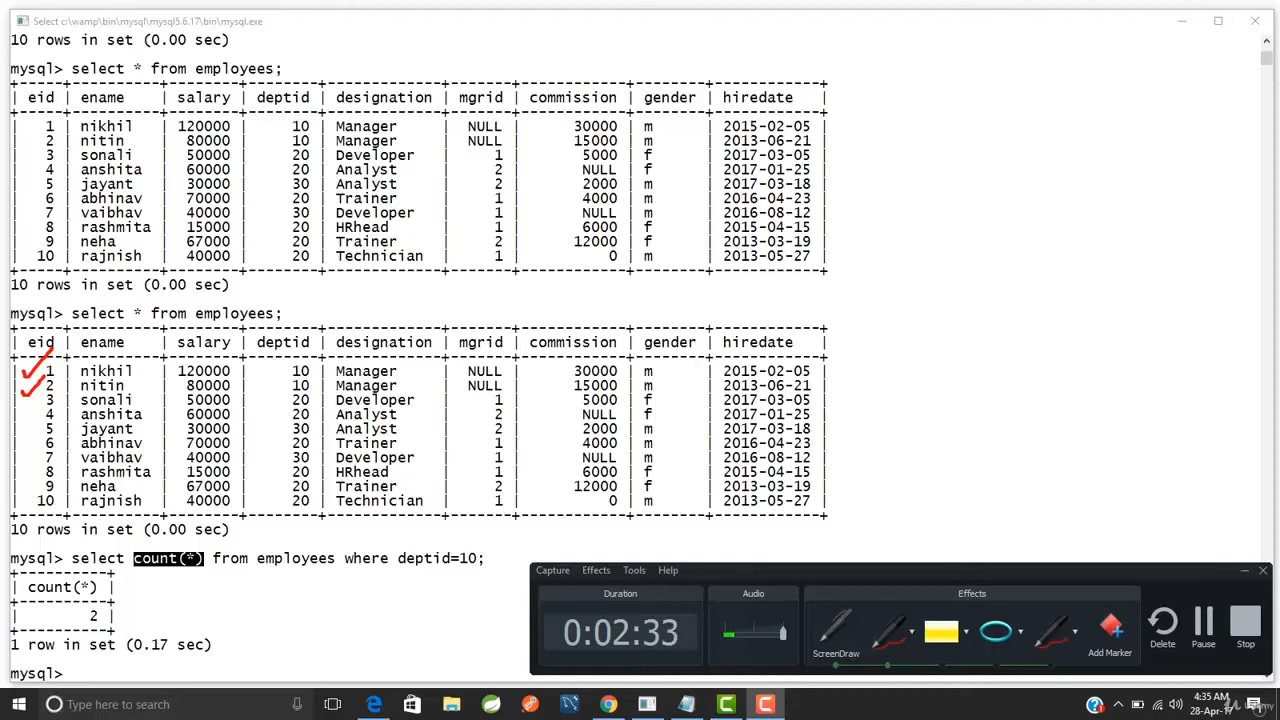 Select c:\wamp\bin\mysql\mysql5.6.17\bin\mysql.exe
10 rows in set (0.00 sec)
mysql> select * from employees;
+------+----------+--------+--------+-------------+-------+------------+--------+------------+
| eid | ename | salary | deptid | designation | mgrid | commission | gender | hiredate |
+------+----------+--------+--------+-------------+-------+------------+--------+------------+
| 1 | nikhil | 120000 | 10 | Manager | NULL | 30000 | m | 2015-02-05 |
| 2 | nitin | 80000 | 10 | Manager | NULL | 15000 | m | 2013-06-21 |
| 3 | sonali | 50000 | 20 | Developer | 1 | 5000 | f | 2017-03-05 |
| 4 | anshita | 60000 | 20 | Analyst | 2 | NULL | f | 2017-01-25 |
| 5 | jayant | 30000 | 30 | Analyst | 2 | 2000 | m | 2017-03-18 |
| 6 | abhinav | 70000 | 20 | Trainer | 1 | 4000 | m | 2016-04-23 |
| 7 | vaibhav | 40000 | 30 | Developer | 1 | NULL | m | 2016-08-12 |
| 8 | rashmita | 15000 | 20 | HRhead | 1 | 6000 | f | 2015-04-15 |
| 9 | neha | 67000 | 20 | Trainer | 2 | 12000 | f | 2013-03-19 |
| 10 | rajnish | 40000 | 20 | Technician | 1 | 0 | m | 2013-05-27 |
+------+----------+--------+--------+-------------+-------+------------+--------+------------+
10 rows in set (0.00 sec)
mysql> select * from employees;
+------+----------+--------+--------+-------------+-------+------------+--------+------------+
| eid | ename | salary | deptid | designation | mgrid | commission | gender | hiredate |
+------+----------+--------+--------+-------------+-------+------------+--------+------------+
| 1 | nikhil | 120000 | 10 | Manager | NULL | 30000 | m | 2015-02-05 |
| 2 | nitin | 80000 | 10 | Manager | NULL | 15000 | m | 2013-06-21 |
| 3 | sonali | 50000 | 20 | Developer | 1 | 5000 | f | 2017-03-05 |
| 4 | anshita | 60000 | 20 | Analyst | 2 | NULL | f | 2017-01-25 |
| 5 | jayant | 30000 | 30 | Analyst | 2 | 2000 | m | 2017-03-18 |
| 6 | abhinav | 70000 | 20 | Trainer | 1 | 4000 | m | 2016-04-23 |
| 7 | vaibhav | 40000 | 30 | Developer | 1 | NULL | m | 2016-08-12 |
| 8 | rashmita | 15000 | 20 | HRhead | 1 | 6000 | f | 2015-04-15 |
| 9 | neha | 67000 | 20 | Trainer | 2 | 12000 | f | 2013-03-19 |
| 10 | rajnish | 40000 | 20 | Technician | 1 | 0 | m | 2013-05-27 |
+------+----------+--------+--------+-------------+-------+------------+--------+------------+
10 rows in set (0.00 sec)
mysql> select count(*) from employees where deptid=10;
+----------+
| count(*) |
+----------+
| 2 |
+----------+
1 row in set (0.17 sec)
mysql>
Capture Effects Tools Help
Duration Audio Effects
0:02:33
ScreenDraw Add Marker Delete Pause Stop
Type here to search
4:35 AM
28-Apr-17